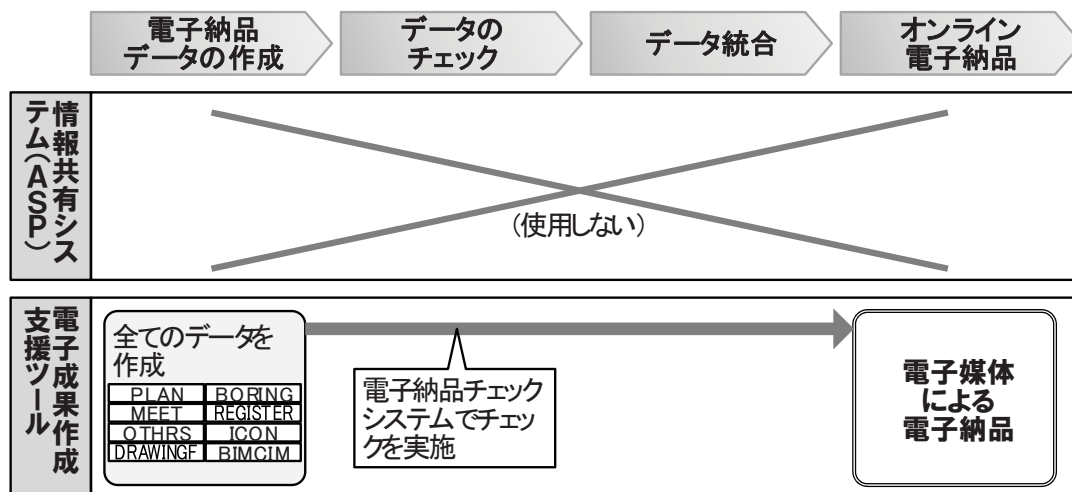 電子納品
データの作成
データの
チェック
データ統合
オンライン
電子納品
情報共有シス
テム(ASP)
(使用しない)
電子成果作成
支援ツール
全てのデータを
作成
PLAN BORING
MEET REGISTER
OTHRS ICON
DRAWINGF BIMCIM
電子納品チェック
システムでチェッ
クを実施
電子媒体
による
電子納品